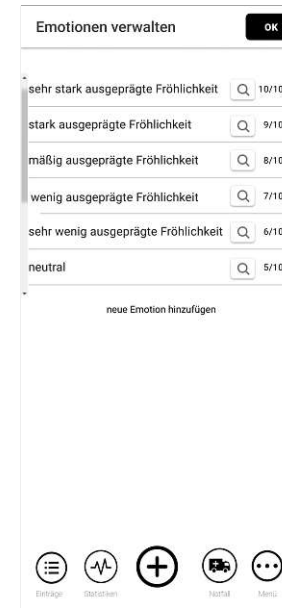 Emotionen verwalten
OK
sehr stark ausgeprägte Fröhlichkeit 10/10
stark ausgeprägte Fröhlichkeit 9/10
mäßig ausgeprägte Fröhlichkeit 8/10
wenig ausgeprägte Fröhlichkeit 7/10
sehr wenig ausgeprägte Fröhlichkeit 6/10
neutral 5/10
neue Emotion hinzufügen
Einträge Statistiken Notfall Menü